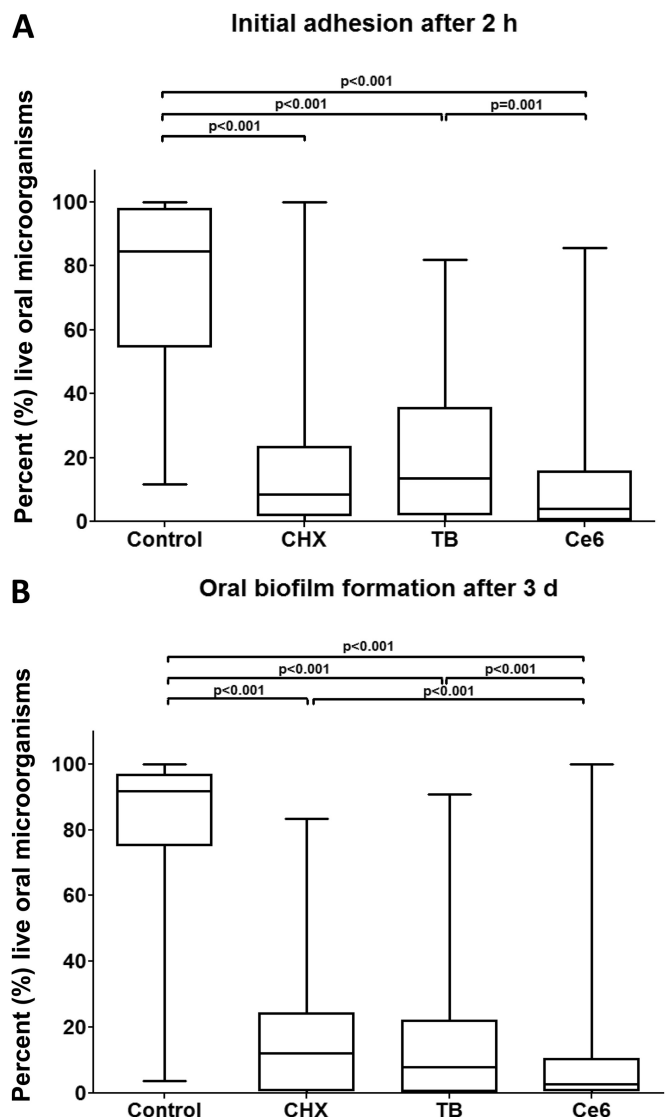 A
Initial adhesion after 2 h
p<0.001
p<0.001 p=0.001
p<0.001
Percent (%) live oral microorganisms
100
80
60
40
20
0
Control CHX TB Ce6
B
Oral biofilm formation after 3 d
p<0.001
p<0.001 p<0.001
p<0.001 p<0.001
Percent (%) live oral microorganisms
100
80
60
40
20
0
Control CHX TB Ce6